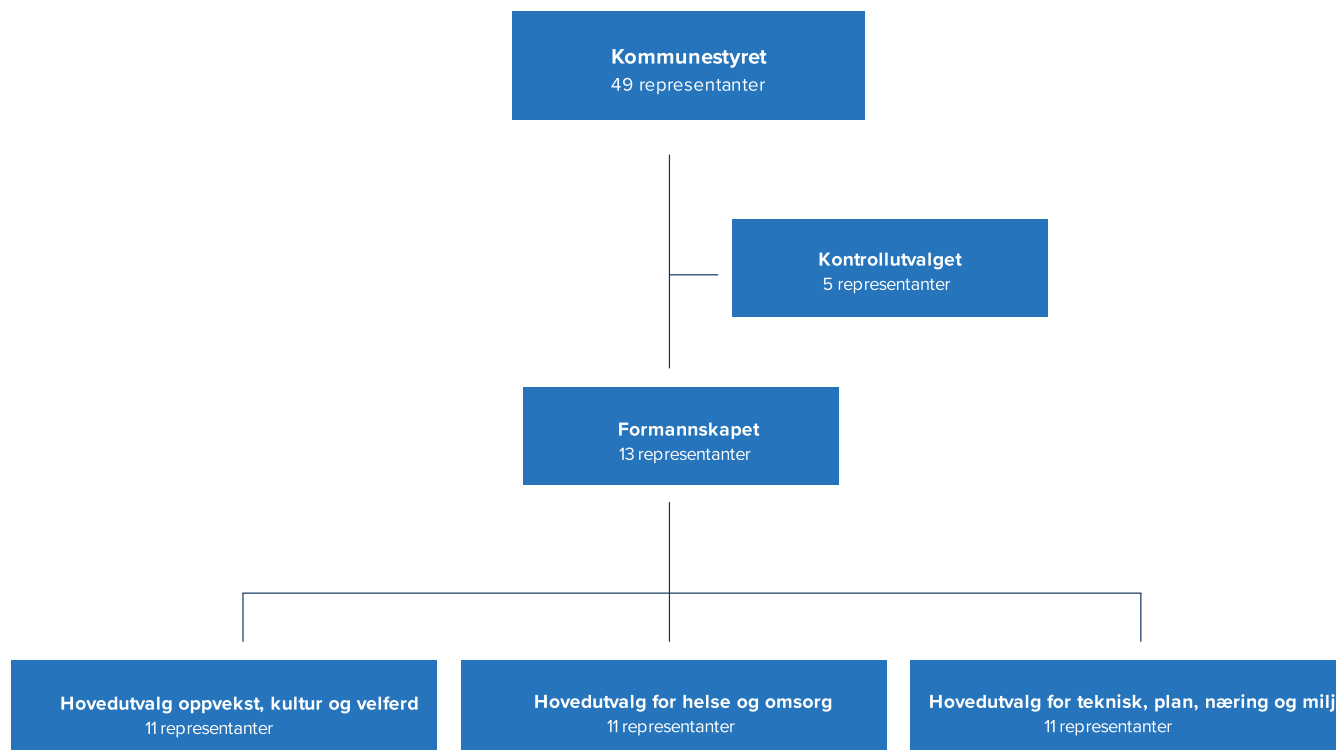 Kommunestyret
49 representanter
Kontrollutvalget
5 representanter
Formannskapet
13 representanter
Hovedutvalg oppvekst, kultur og velferd
11 representanter
Hovedutvalg for helse og omsorg
11 representanter
Hovedutvalg for teknisk, plan, næring og milj
11 representanter